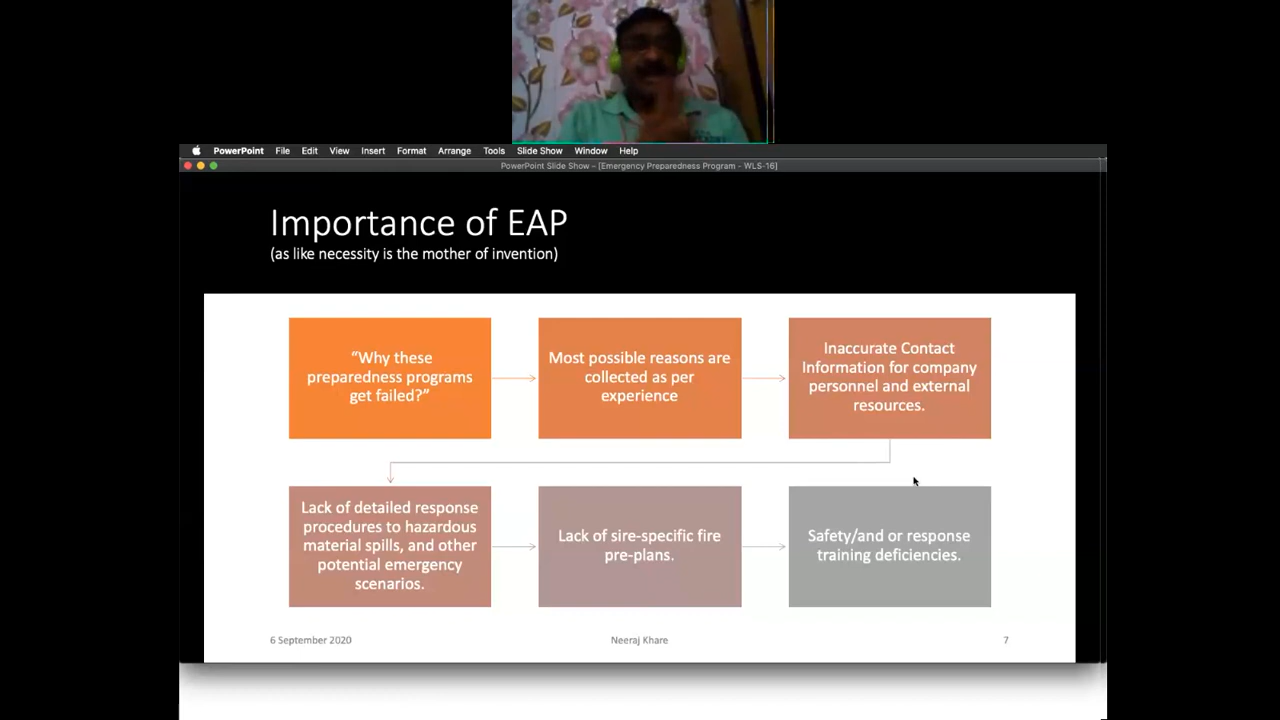 PowerPoint File Edit View Insert Format Arrange Tools Slide Show Window Help
PowerPoint Slide Show – [Emergency Preparedness Program - WLS-16]
Importance of EAP
(as like necessity is the mother of invention)
“Why these
preparedness programs
get failed?”
Most possible reasons are
collected as per
experience
Inaccurate Contact
Information for company
personnel and external
resources.
Lack of detailed response
procedures to hazardous
material spills, and other
potential emergency
scenarios.
Lack of sire-specific fire
pre-plans.
Safety/and or response
training deficiencies.
6 September 2020
Neeraj Khare
7